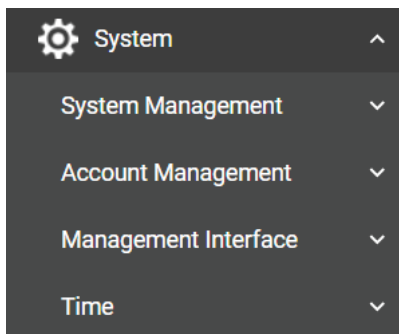 System
System Management
Account Management
Management Interface
Time